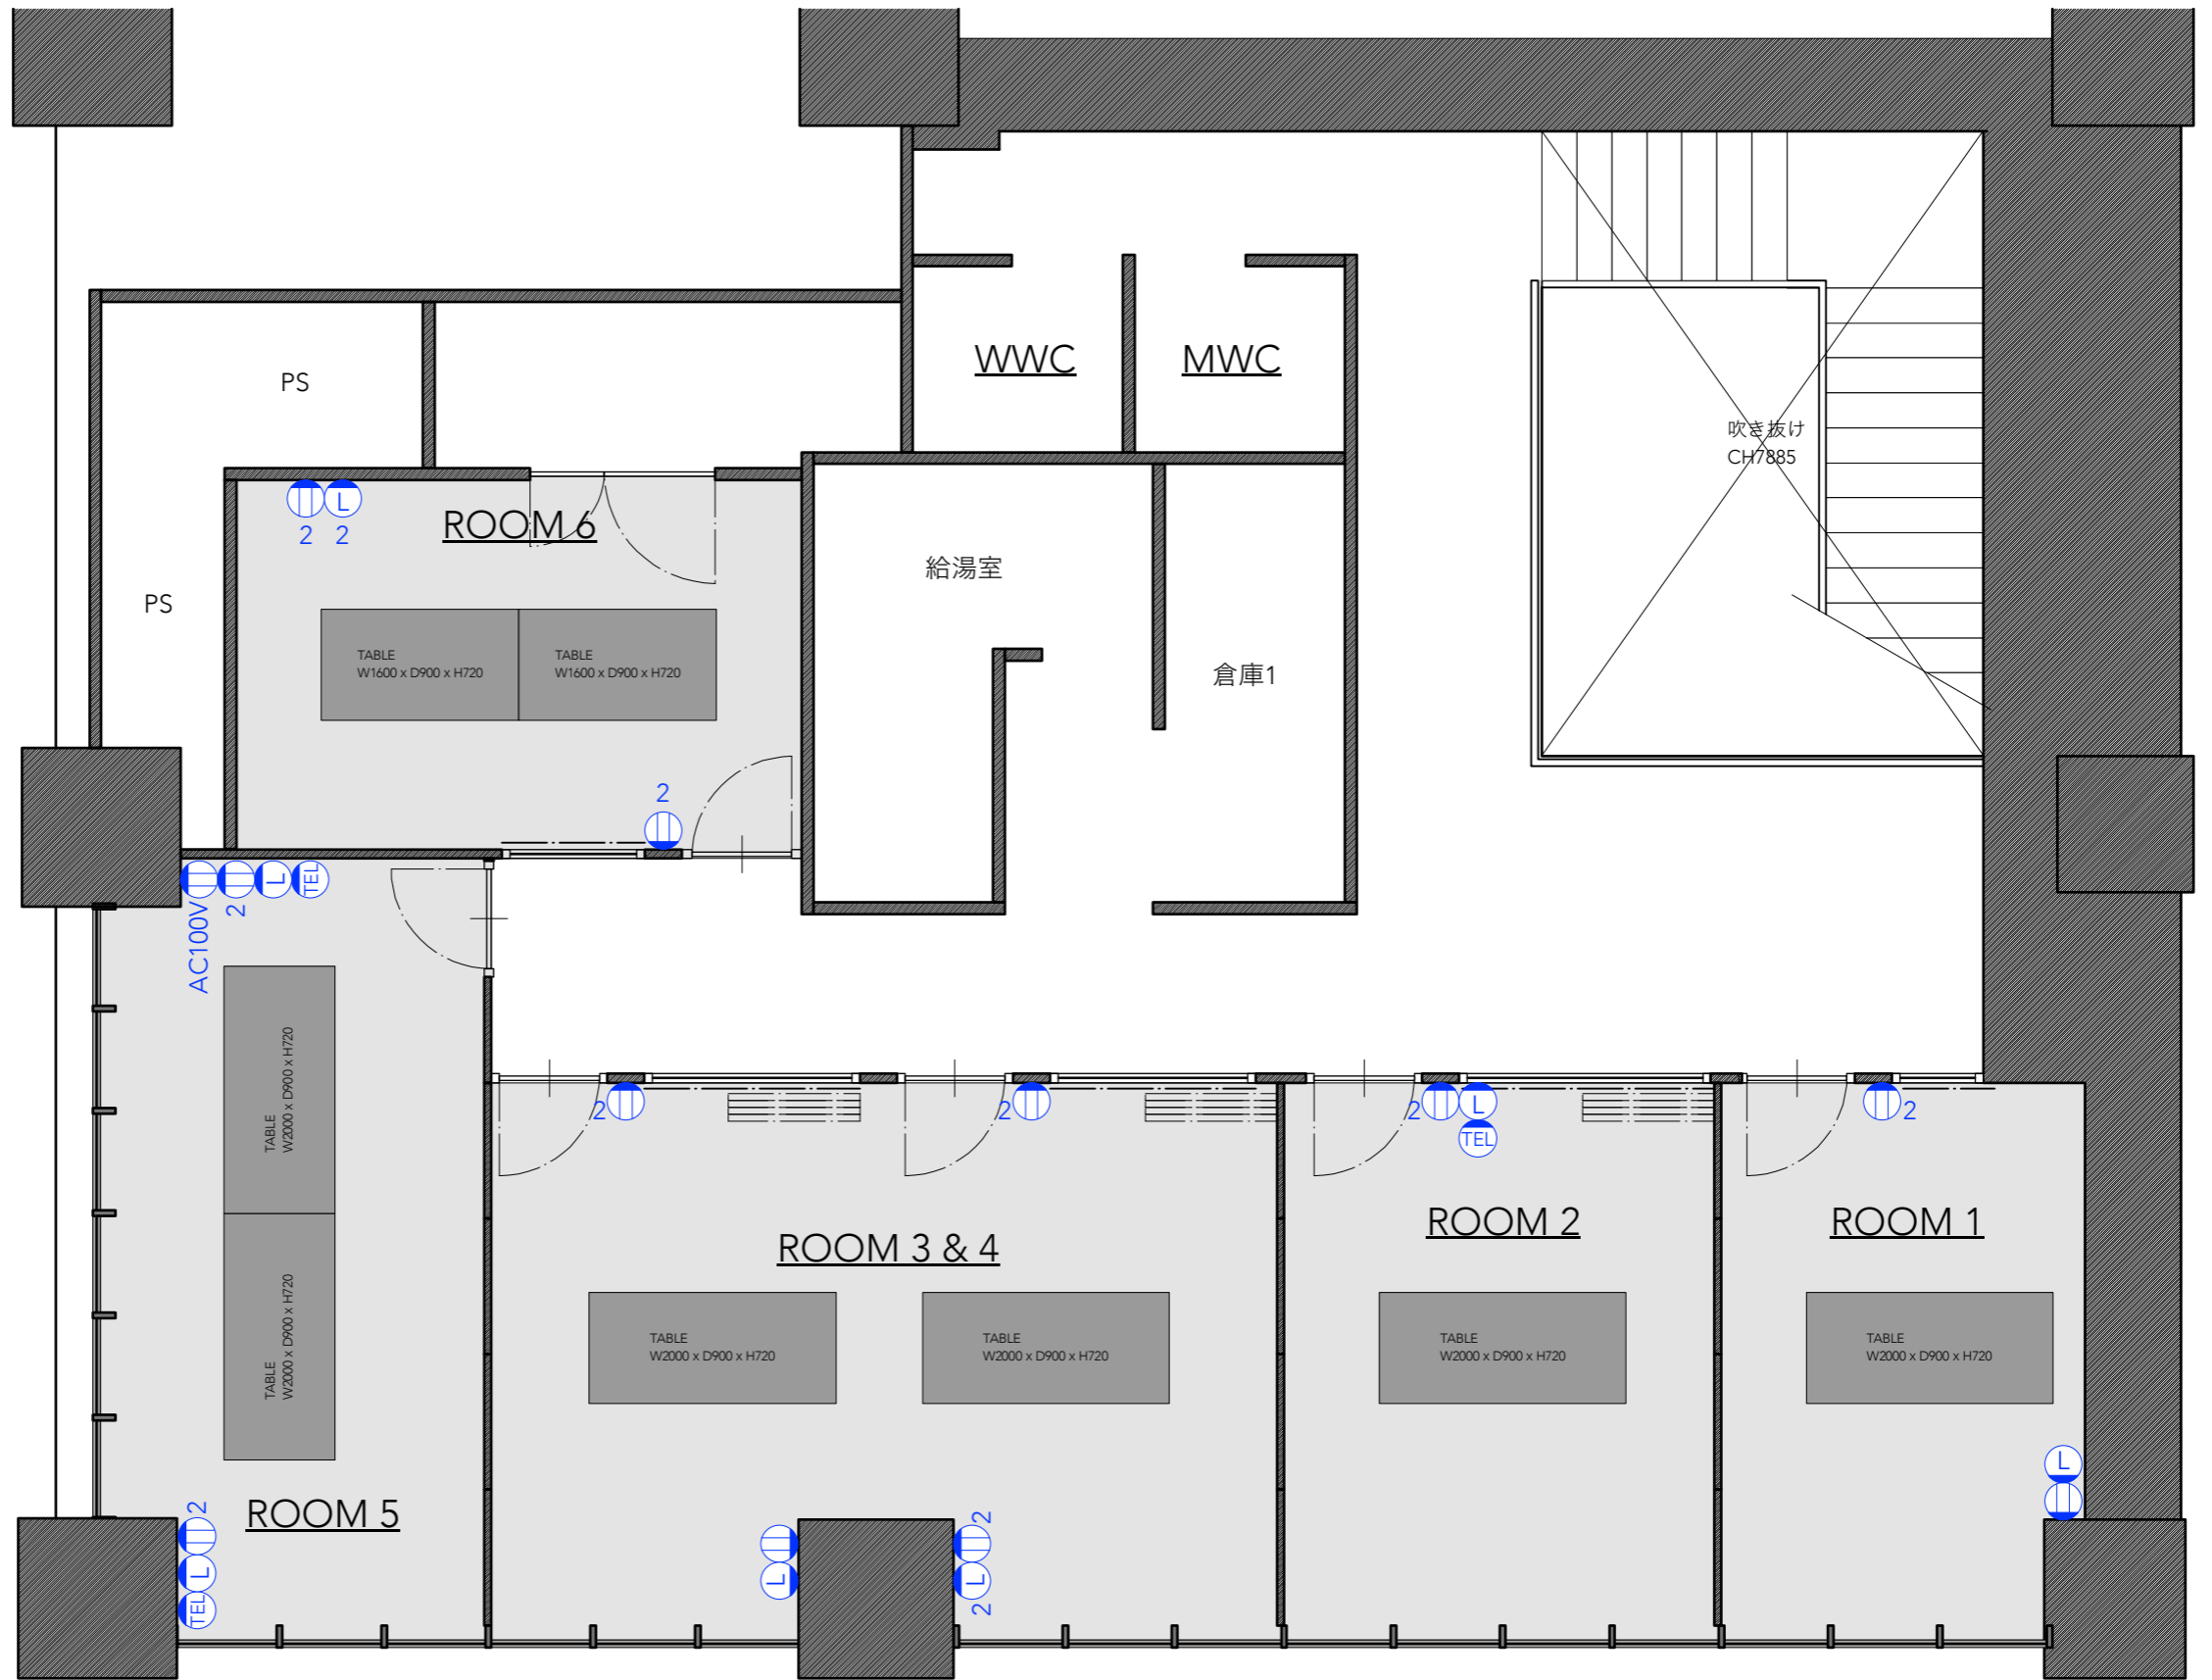 WWC
MWC
PS
吹き抜け
CH7885
L
2
2
ROOM 6
給湯室
PS
TABLE
W1600 x D900 x H720
TABLE
W1600 x D900 x H720
倉庫1
2
L
TEL
2
AC100V
TABLE
W2000 x D900 x H720
2
2
2
L
TEL
2
ROOM 3 & 4
ROOM 2
ROOM 1
TABLE
W2000 x D900 x H720
TABLE
W2000 x D900 x H720
TABLE
W2000 x D900 x H720
TABLE
W2000 x D900 x H720
TABLE
W2000 x D900 x H720
L
ROOM 5
2
L
TEL
L
2
L
2